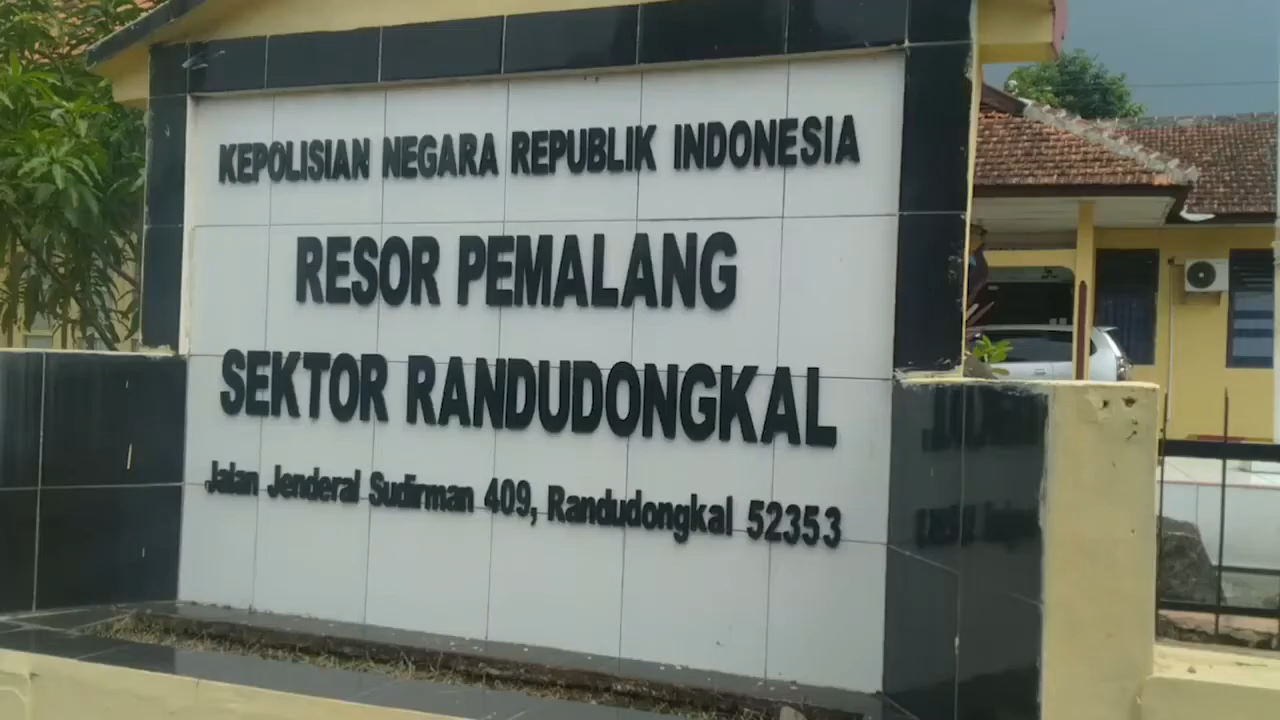 KEPOLISIAN NEGARA REPUBLIK INDONESIA
RESOR PEMALANG
SEKTOR RANDUDONGKAL
Jalan Jenderal Sudirman 409, Randudongkal 52353